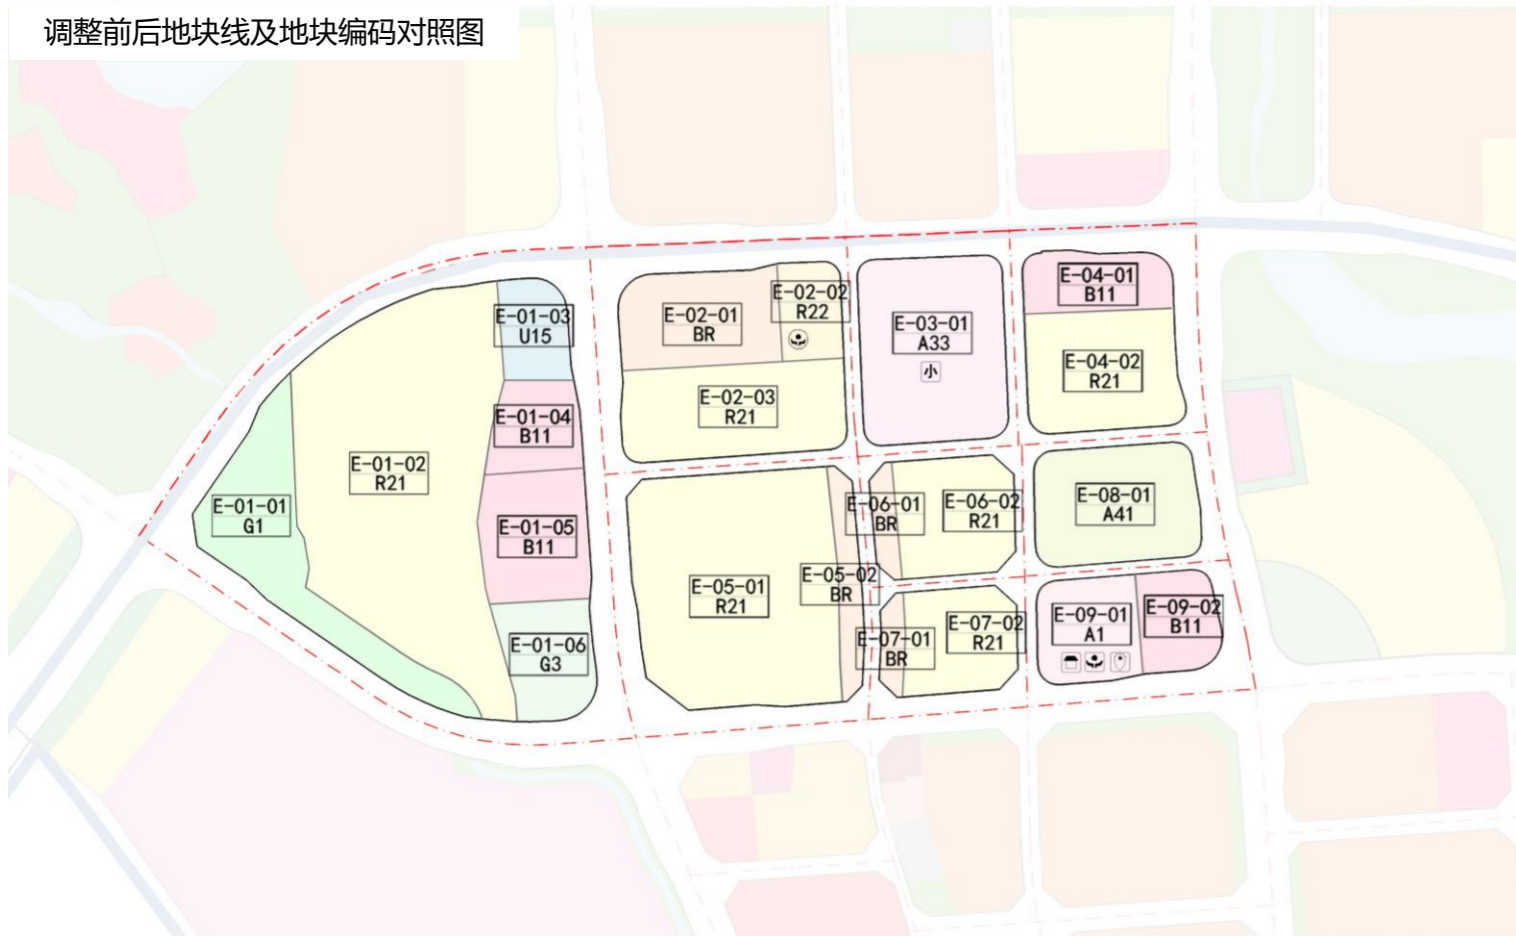 调整前后地块线及地块编码对照图
E-01-03
U15
E-02-01
BR
E-02-02
R22
E-03-01
A33
小
E-04-01
B11
E-04-02
R21
E-02-03
R21
E-01-04
B11
E-01-02
R21
E-01-01
G1
E-01-05
B11
E-01-06
G3
E-05-01
R21
E-05-02
BR
E-06-01
BR
E-06-02
R21
E-08-01
A41
E-07-01
BR
E-07-02
R21
E-09-01
A1
E-09-02
B11